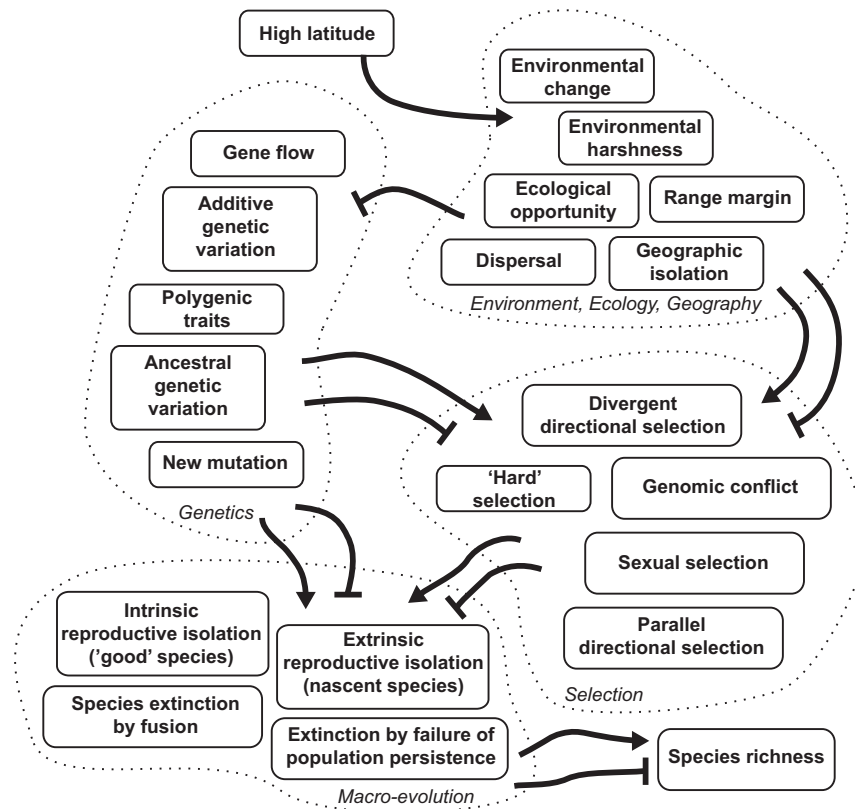 High latitude
Environmental
change
Environmental
harshness
Ecological
opportunity
Range margin
Dispersal
Geographic
isolation
Environment, Ecology, Geography
Gene flow
Additive
genetic
variation
Polygenic
traits
Ancestral
genetic
variation
New mutation
Genetics
Divergent
directional selection
‘Hard’
selection
Genomic conflict
Sexual selection
Parallel
directional selection
Selection
Intrinsic
reproductive isolation
(’good’ species)
Extrinsic
reproductive isolation
(nascent species)
Species extinction
by fusion
Extinction by failure of
population persistence
Macro-evolution
Species richness